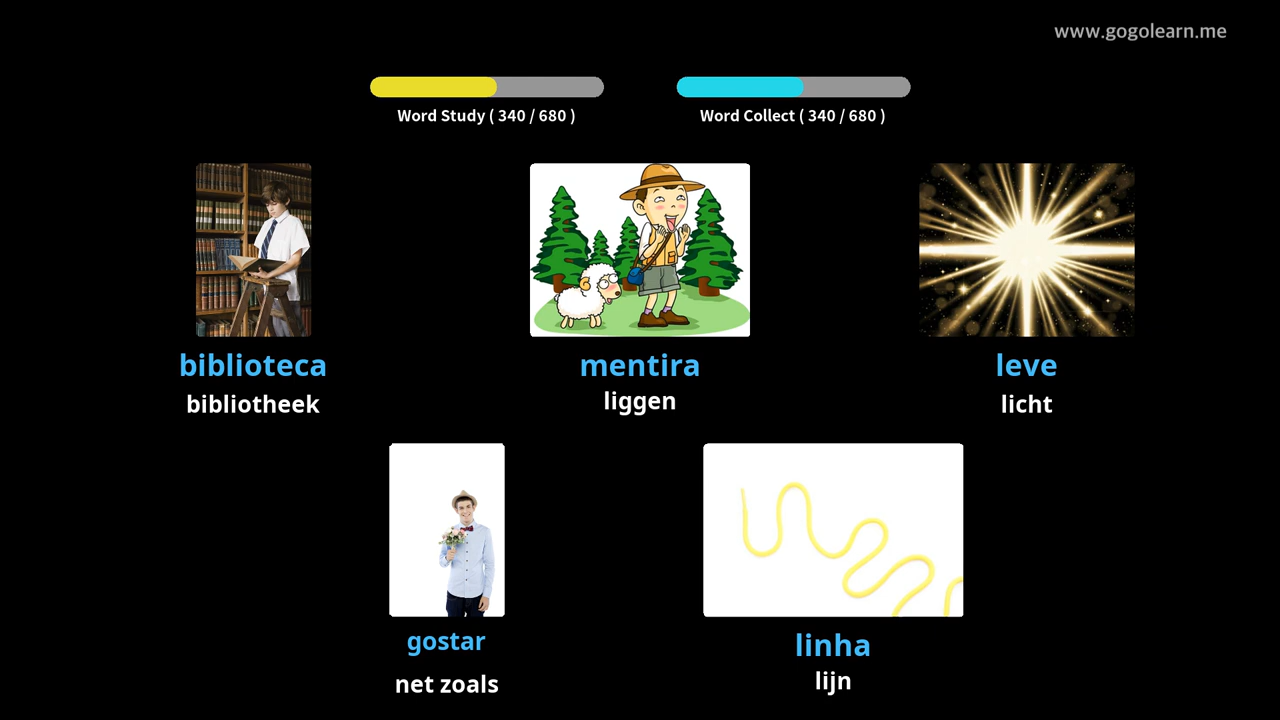 www.gogolearn.me
Word Study ( 340 / 680 )
Word Collect ( 340 / 680 )
biblioteca
bibliotheek
mentira
liggen
leve
licht
gostar
net zoals
linha
lijn